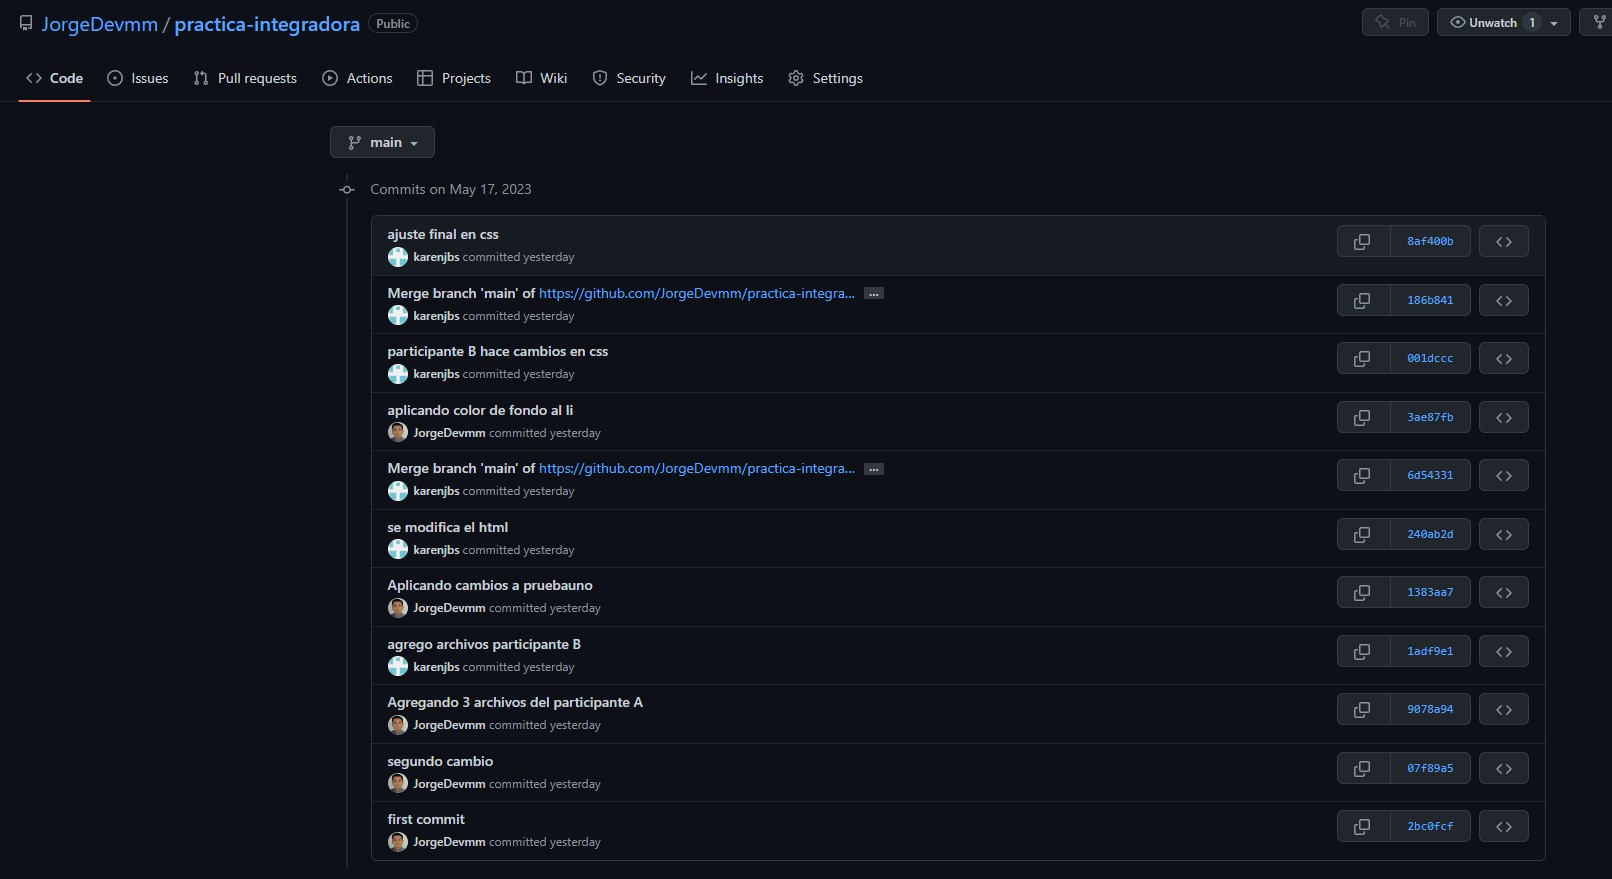 JorgeDevmm / practica-integradora Public
Pin
Unwatch 1
Code
Issues
Pull requests
Actions
Projects
Wiki
Security
Insights
Settings
main
Commits on May 17, 2023
ajuste final en css
karenjbs committed yesterday
8af400b
Merge branch 'main' of https://github.com/JorgeDevmm/practica-integra... ...
karenjbs committed yesterday
186b841
participante B hace cambios en css
karenjbs committed yesterday
001dccc
aplicando color de fondo al li
JorgeDevmm committed yesterday
3ae87fb
Merge branch 'main' of https://github.com/JorgeDevmm/practica-integra... ...
karenjbs committed yesterday
6d54331
se modifica el html
karenjbs committed yesterday
240ab2d
Aplicando cambios a pruebauno
JorgeDevmm committed yesterday
1383aa7
agrego archivos participante B
karenjbs committed yesterday
1adf9e1
Agregando 3 archivos del participante A
JorgeDevmm committed yesterday
9078a94
segundo cambio
JorgeDevmm committed yesterday
07f89a5
first commit
JorgeDevmm committed yesterday
2bc0fcf